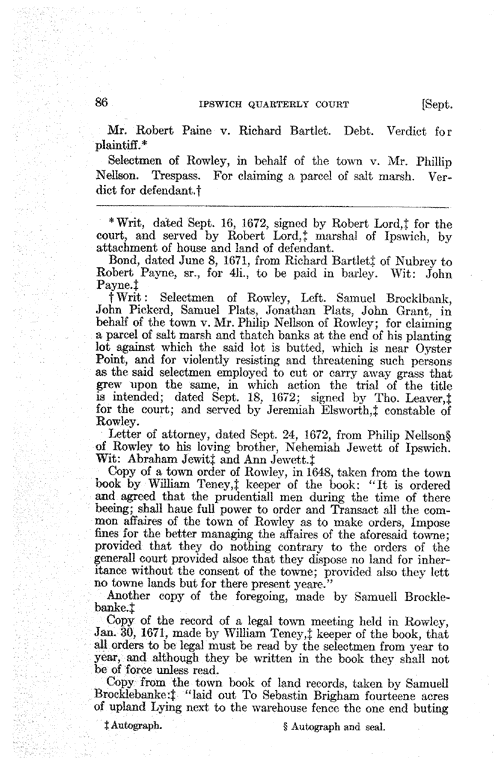 86 IPSWICH QUARTERLY COURT [Sept.
Mr. Robert Paine v. Richard Bartlet. Debt. Verdict for
plaintiff.*
Selectmen of Rowley, in behalf of the town v. Mr. Phillip
Nellson. Trespass. For claiming a parcel of salt marsh. Ver-
dict for defendant.†
*Writ, dated Sept. 16, 1672, signed by Robert Lord,‡ for the
court, and served by Robert Lord,‡ marshal of Ipswich, by
attachment of house and land of defendant.
Bond, dated June 8, 1671, from Richard Bartlet‡ of Nubrey to
Robert Payne, sr., for 4li., to be paid in barley. Wit: John
Payne.‡
†Writ: Selectmen of Rowley, Left. Samuel Brocklbank,
John Pickerd, Samuel Plats, Jonathan Plats, John Grant, in
behalf of the town v. Mr. Philip Nellson of Rowley; for claiming
a parcel of salt marsh and thatch banks at the end of his planting
lot against which the said lot is butted, which is near Oyster
Point, and for violently resisting and threatening such persons
as the said selectmen employed to cut or carry away grass that
grew upon the same, in which action the trial of the title
is intended; dated Sept. 18, 1672; signed by Tho. Leaver,‡
for the court; and served by Jeremiah Elsworth,‡ constable of
Rowley.
Letter of attorney, dated Sept. 24, 1672, from Philip Nellson§
of Rowley to his loving brother, Nehemiah Jewett of Ipswich.
Wit: Abraham Jewit‡ and Ann Jewett.‡
Copy of a town order of Rowley, in 1648, taken from the town
book by William Teney,‡ keeper of the book: "It is ordered
and agreed that the prudentiall men during the time of there
beeing; shall haue full power to order and Transact all the com-
mon affaires of the town of Rowley as to make orders, Impose
fines for the better managing the affaires of the aforesaid towne;
provided that they do nothing contrary to the orders of the
generall court provided alsoe that they dispose no land for inher-
itance without the consent of the towne; provided also they lett
no towne lands but for there present yeare."
Another copy of the foregoing, made by Samuell Brockle-
banke.‡
Copy of the record of a legal town meeting held in Rowley,
Jan. 30, 1671, made by William Teney,‡ keeper of the book, that
all orders to be legal must be read by the selectmen from year to
year, and although they be written in the book they shall not
be of force unless read.
Copy from the town book of land records, taken by Samuell
Brocklebanke:‡ "laid out To Sebastin Brigham fourteene acres
of upland Lying next to the warehouse fence the one end buting
‡ Autograph. § Autograph and seal.